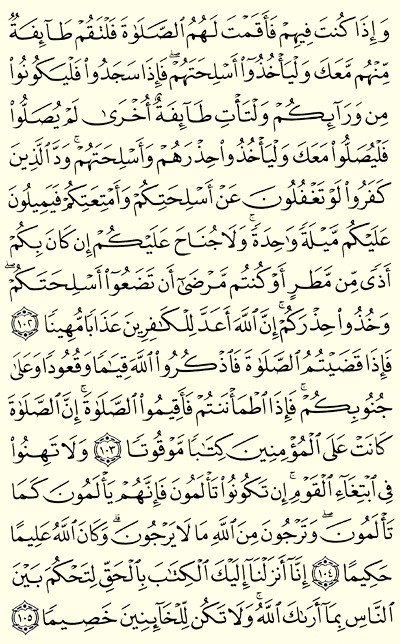 وَإِذَا كُنتَ فِيهِمْ فَأَقَمْتَ لَهُمُ ٱلصَّلَوٰةَ فَلْتَقُمْ طَآئِفَةٌ
مِّنْهُم مَّعَكَ وَلْيَأْخُذُوٓا۟ أَسْلِحَتَهُمْ ۖ فَإِذَا سَجَدُوا۟ فَلْيَكُونُوا۟
مِن وَرَآئِكُمْ وَلْتَأْتِ طَآئِفَةٌ أُخْرَىٰ لَمْ يُصَلُّوا۟
فَلْيُصَلُّوا۟ مَعَكَ وَلْيَأْخُذُوا۟ حِذْرَهُمْ وَأَسْلِحَتَهُمْ ۗ وَدَّ ٱلَّذِينَ
كَفَرُوا۟ لَوْ تَغْفُلُونَ عَنْ أَسْلِحَتِكُمْ وَأَمْتِعَتِكُمْ فَيَمِيلُونَ
عَلَيْكُم مَّيْلَةً وَٰحِدَةً ۚ وَلَا جُنَاحَ عَلَيْكُمْ إِن كَانَ بِكُمْ
أَذًى مِّن مَّطَرٍ أَوْ كُنتُم مَّرْضَىٰٓ أَن تَضَعُوٓا۟ أَسْلِحَتَكُمْ ۖ
وَخُذُوا۟ حِذْرَكُمْ ۗ إِنَّ ٱللَّهَ أَعَدَّ لِلْكَٰفِرِينَ عَذَابًا مُّهِينًا ١٠٢
فَإِذَا قَضَيْتُمُ ٱلصَّلَوٰةَ فَٱذْكُرُوا۟ ٱللَّهَ قِيَٰمًا وَقُعُودًا وَعَلَىٰ
جُنُوبِكُمْ ۚ فَإِذَا ٱطْمَأْنَنتُمْ فَأَقِيمُوا۟ ٱلصَّلَوٰةَ ۚ إِنَّ ٱلصَّلَوٰةَ
كَانَتْ عَلَى ٱلْمُؤْمِنِينَ كِتَٰبًا مَّوْقُوتًا ١٠٣ وَلَا تَهِنُوا۟
فِى ٱبْتِغَآءِ ٱلْقَوْمِ ۖ إِن تَكُونُوا۟ تَأْلَمُونَ فَإِنَّهُمْ يَأْلَمُونَ كَمَا
تَأْلَمُونَ ۖ وَتَرْجُونَ مِنَ ٱللَّهِ مَا لَا يَرْجُونَ ۗ وَكَانَ ٱللَّهُ عَلِيمًا
حَكِيمًا ١٠٤ إِنَّآ أَنزَلْنَآ إِلَيْكَ ٱلْكِتَٰبَ بِٱلْحَقِّ لِتَحْكُمَ بَيْنَ
ٱلنَّاسِ بِمَآ أَرَىٰكَ ٱللَّهُ ۚ وَلَا تَكُن لِّلْخَآئِنِينَ خَصِيمًا ١٠٥